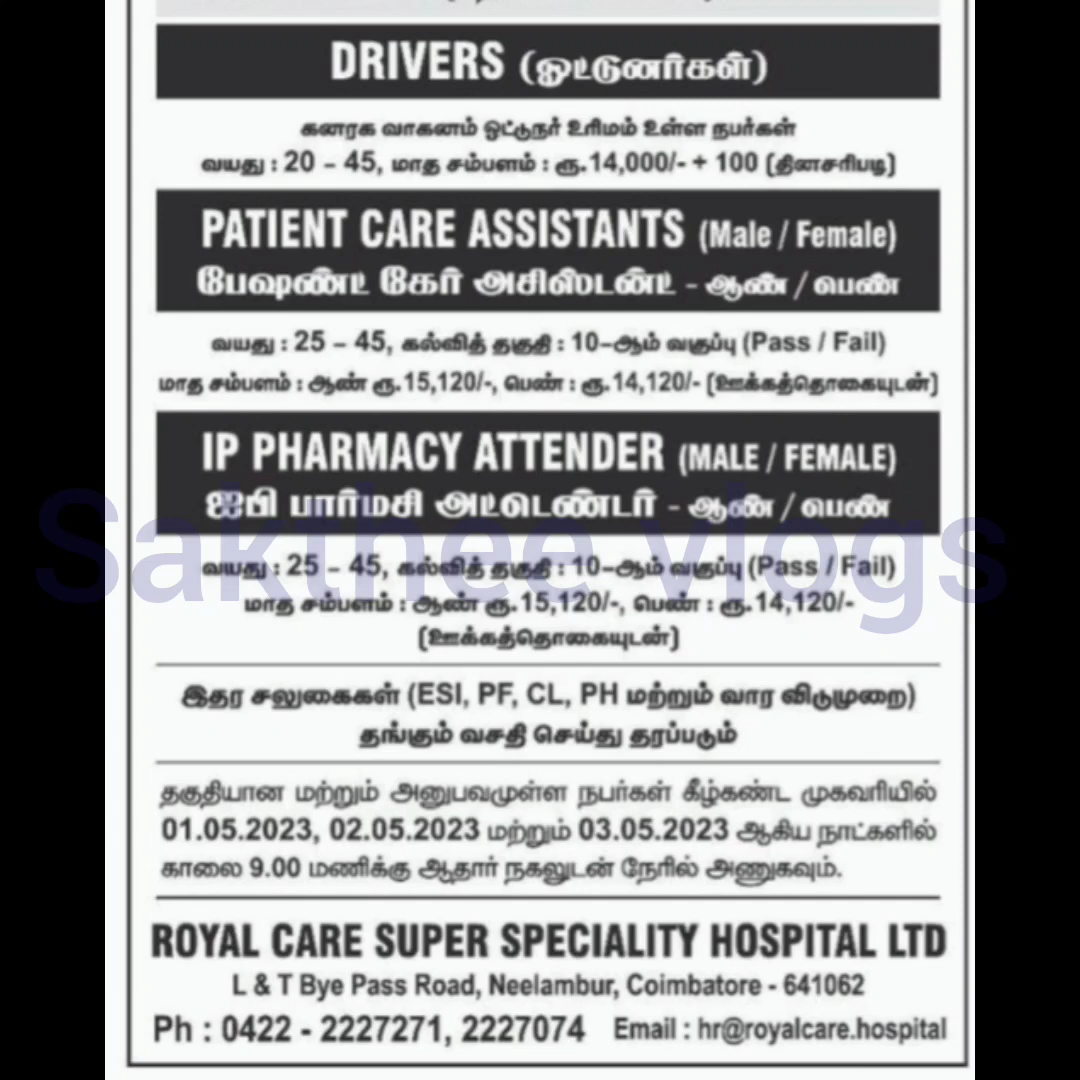 DRIVERS (ஓட்டுனர்கள்)
கனரக வாகனம் ஓட்டுநர் உரிமம் உள்ள நபர்கள்
வயது : 20 – 45, மாத சம்பளம் : ரூ.14,000/- + 100 (தினசரிபடி)
PATIENT CARE ASSISTANTS (Male / Female)
பேஷண்ட் கேர் அசிஸ்டன்ட் - ஆண் / பெண்
வயது : 25 – 45, கல்வித் தகுதி : 10–ஆம் வகுப்பு (Pass / Fail)
மாத சம்பளம் : ஆண் ரூ.15,120/-, பெண் : ரூ.14,120/- (ஊக்கத்தொகையுடன்)
IP PHARMACY ATTENDER (MALE / FEMALE)
ஐபி பார்மசி அட்டெண்டர் - ஆண் / பெண்
Sakthee vlogs
வயது : 25 – 45, கல்வித் தகுதி : 10–ஆம் வகுப்பு (Pass / Fail)
மாத சம்பளம் : ஆண் ரூ.15,120/-, பெண் : ரூ.14,120/-
(ஊக்கத்தொகையுடன்)
இதர சலுகைகள் (ESI, PF, CL, PH மற்றும் வார விடுமுறை)
தங்கும் வசதி செய்து தரப்படும்
தகுதியான மற்றும் அனுபவமுள்ள நபர்கள் கீழ்கண்ட முகவரியில்
01.05.2023, 02.05.2023 மற்றும் 03.05.2023 ஆகிய நாட்களில்
காலை 9.00 மணிக்கு ஆதார் நகலுடன் நேரில் அணுகவும்.
ROYAL CARE SUPER SPECIALITY HOSPITAL LTD
L & T Bye Pass Road, Neelambur, Coimbatore - 641062
Ph : 0422 - 2227271, 2227074 Email : hr@royalcare.hospital